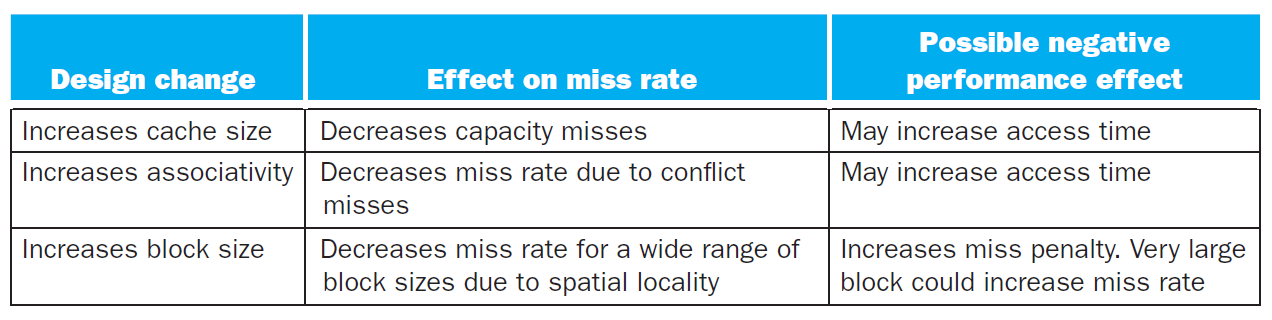 Design change
Effect on miss rate
Possible negative
performance effect
Increases cache size
Decreases capacity misses
May increase access time
Increases associativity
Decreases miss rate due to conflict
misses
May increase access time
Increases block size
Decreases miss rate for a wide range of
block sizes due to spatial locality
Increases miss penalty. Very large
block could increase miss rate